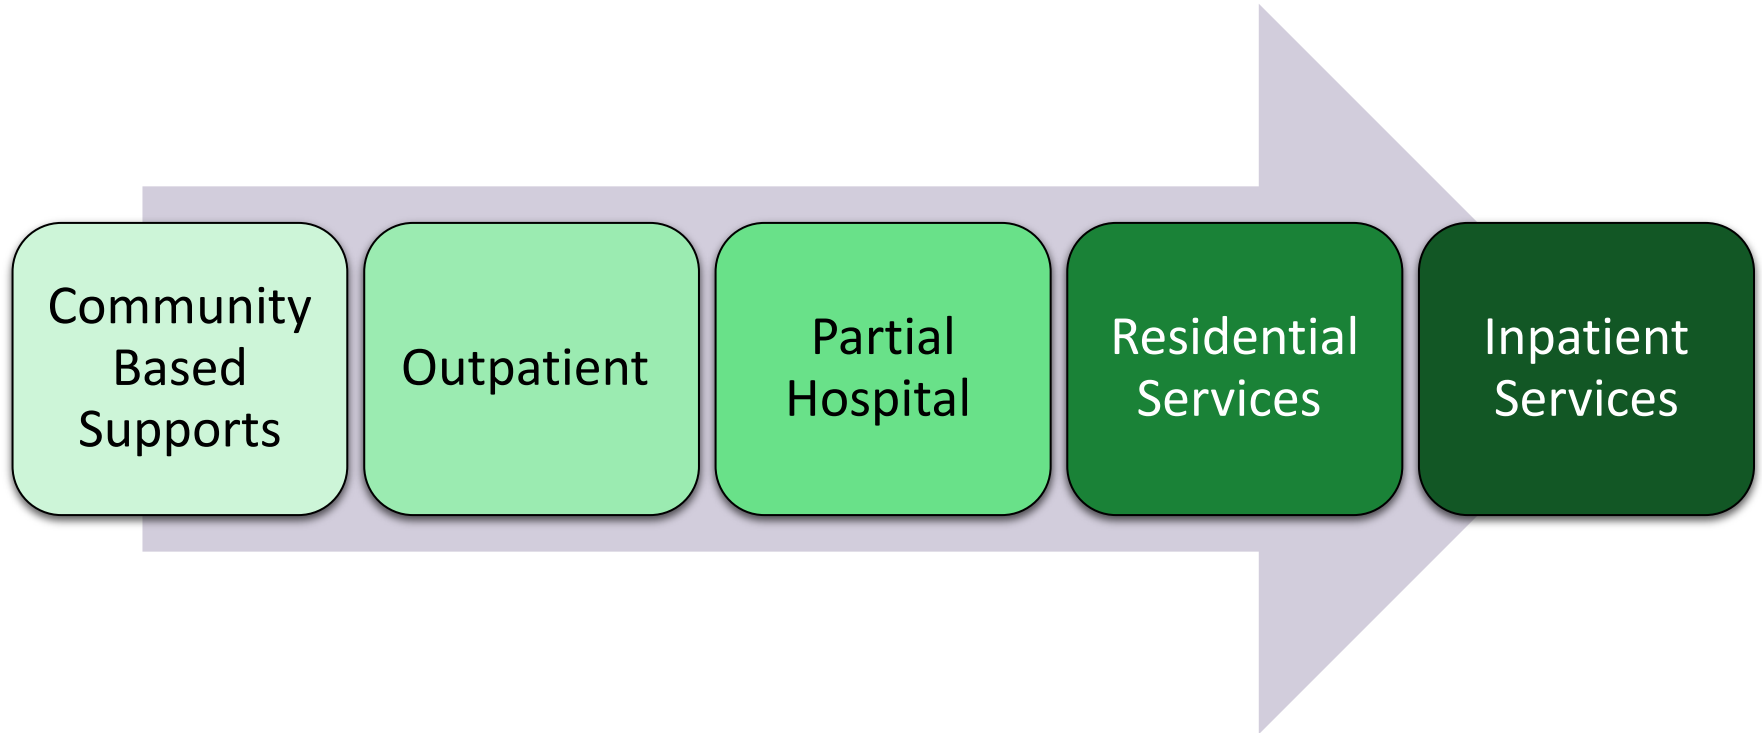 Community
Based
Supports
Outpatient
Partial
Hospital
Residential
Services
Inpatient
Services